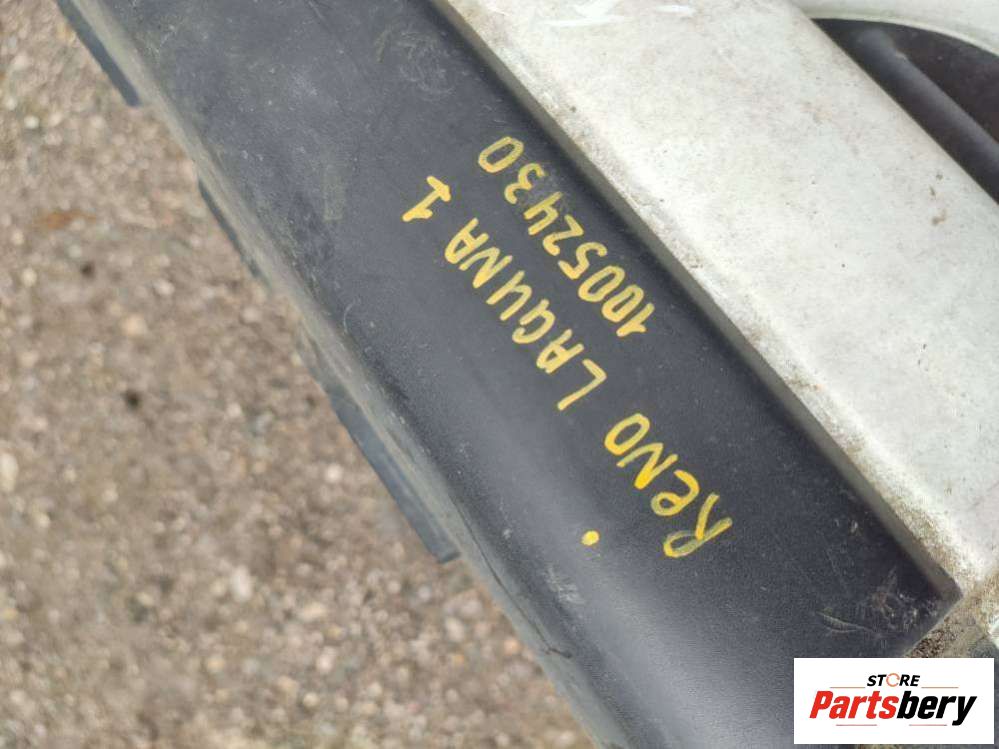 ReNO LAGUNA 1
10052430
STORE
Partsbery